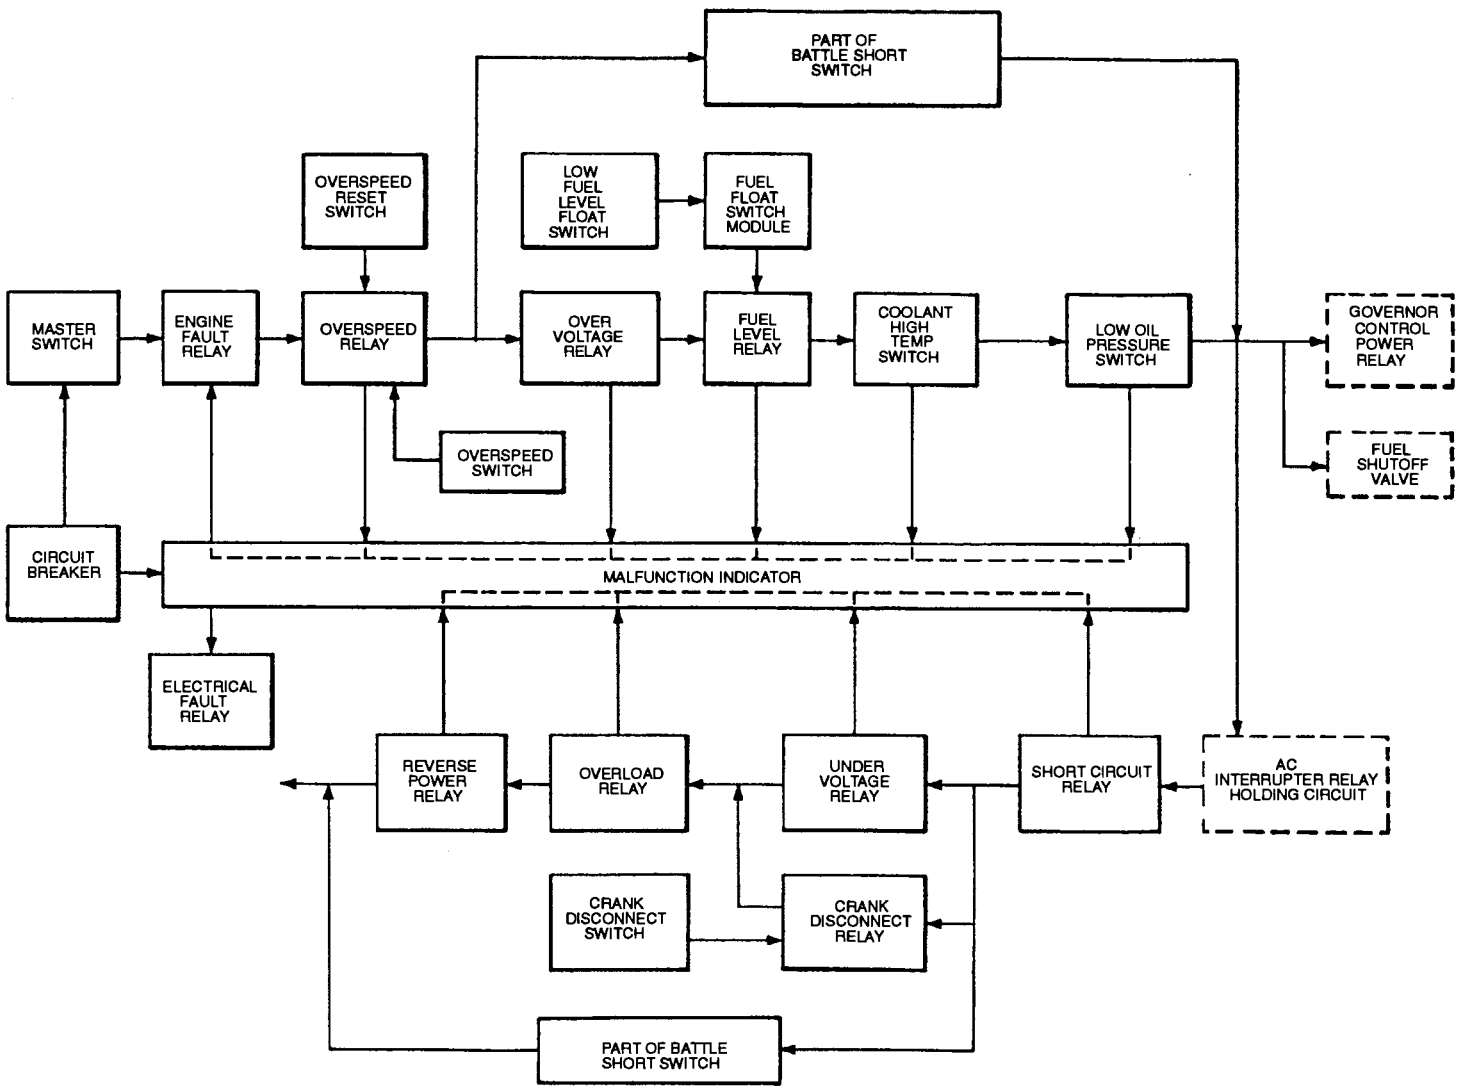 PART OF
BATTLE SHORT
SWITCH
OVERSPEED
RESET
SWITCH
LOW
FUEL
LEVEL
FLOAT
SWITCH
FUEL
FLOAT
SWITCH
MODULE
MASTER
SWITCH
ENGINE
FAULT
RELAY
OVERSPEED
RELAY
OVER
VOLTAGE
RELAY
FUEL
LEVEL
RELAY
COOLANT
HIGH
TEMP
SWITCH
LOW OIL
PRESSURE
SWITCH
GOVERNOR
CONTROL
POWER
RELAY
OVERSPEED
SWITCH
FUEL
SHUTOFF
VALVE
CIRCUIT
BREAKER
MALFUNCTION INDICATOR
ELECTRICAL
FAULT
RELAY
REVERSE
POWER
RELAY
OVERLOAD
RELAY
UNDER
VOLTAGE
RELAY
SHORT CIRCUIT
RELAY
AC
INTERRUPTER RELAY
HOLDING CIRCUIT
CRANK
DISCONNECT
SWITCH
CRANK
DISCONNECT
RELAY
PART OF BATTLE
SHORT SWITCH